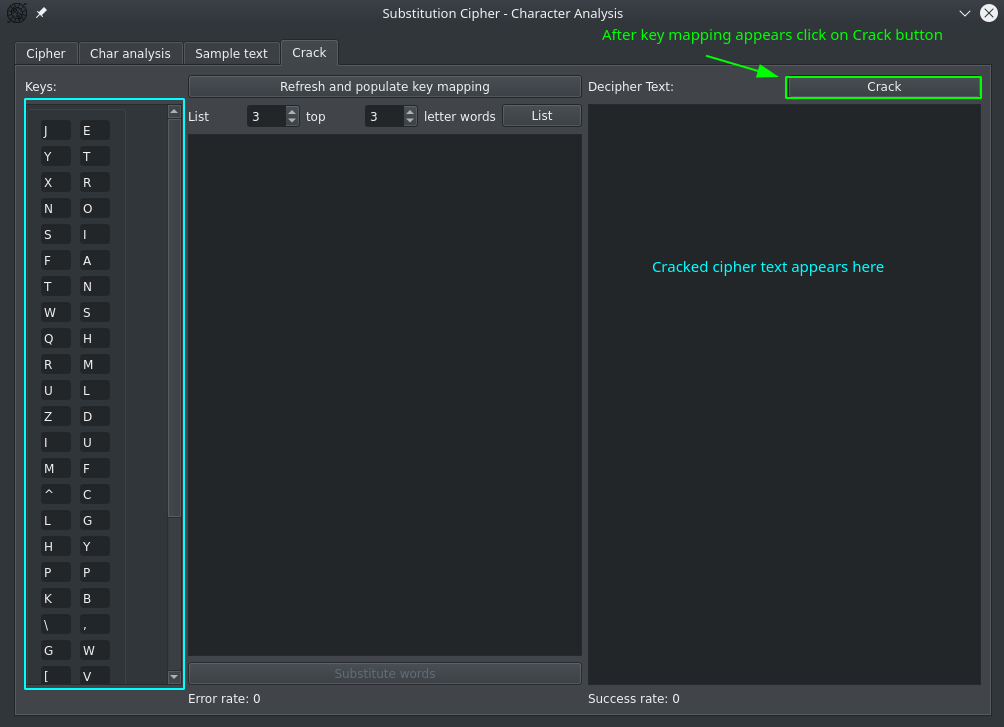 Substitution Cipher - Character Analysis
After key mapping appears click on Crack button
Cipher Char analysis Sample text Crack
Keys: Refresh and populate key mapping Decipher Text: Crack
List 3 top 3 letter words List
J E
Y T
X R
N O
S I
F A
T N
W S
Q H
R M
U L
Z D
I U
M F
^ C
L G
H Y
P P
K B
\ ,
G W
[ V
Cracked cipher text appears here
Substitute words
Error rate: 0 Success rate: 0